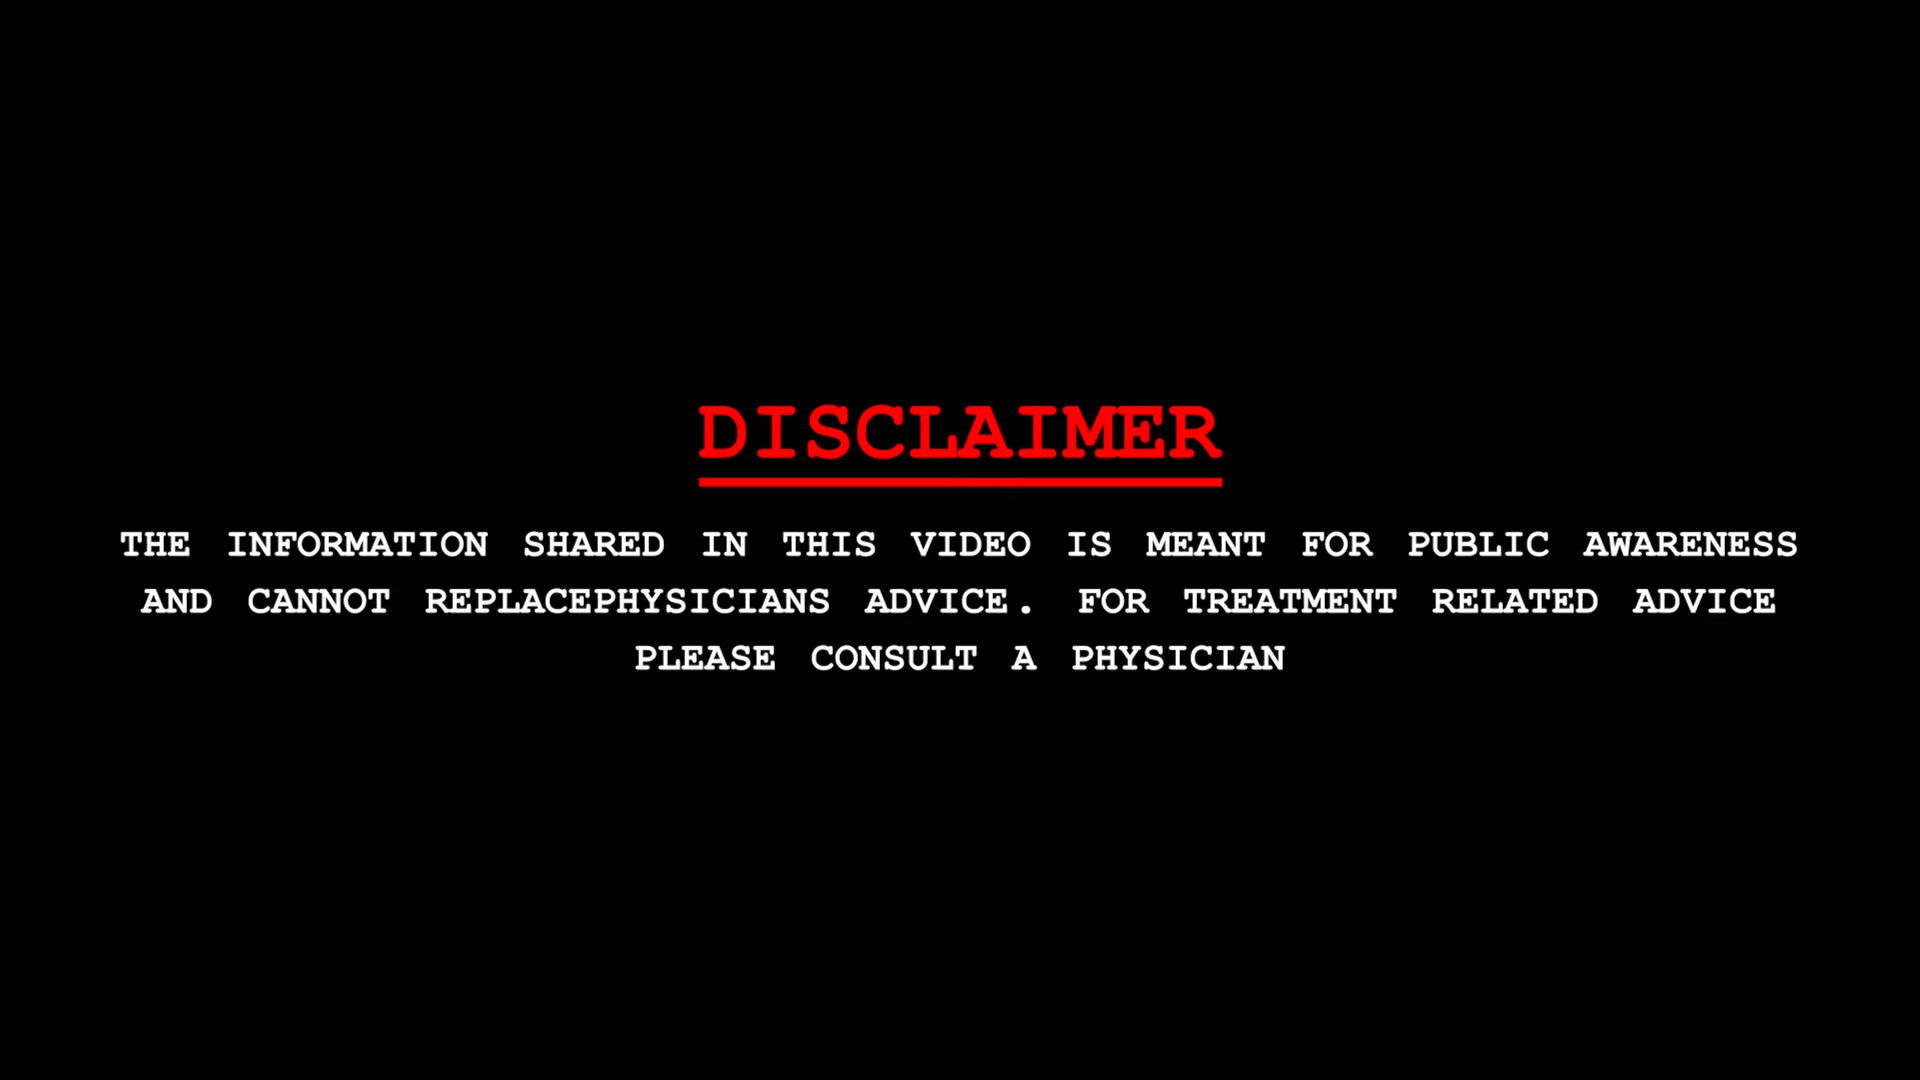 DISCLAIMER
THE INFORMATION SHARED IN THIS VIDEO IS MEANT FOR PUBLIC AWARENESS
AND CANNOT REPLACEPHYSICIANS ADVICE. FOR TREATMENT RELATED ADVICE
PLEASE CONSULT A PHYSICIAN